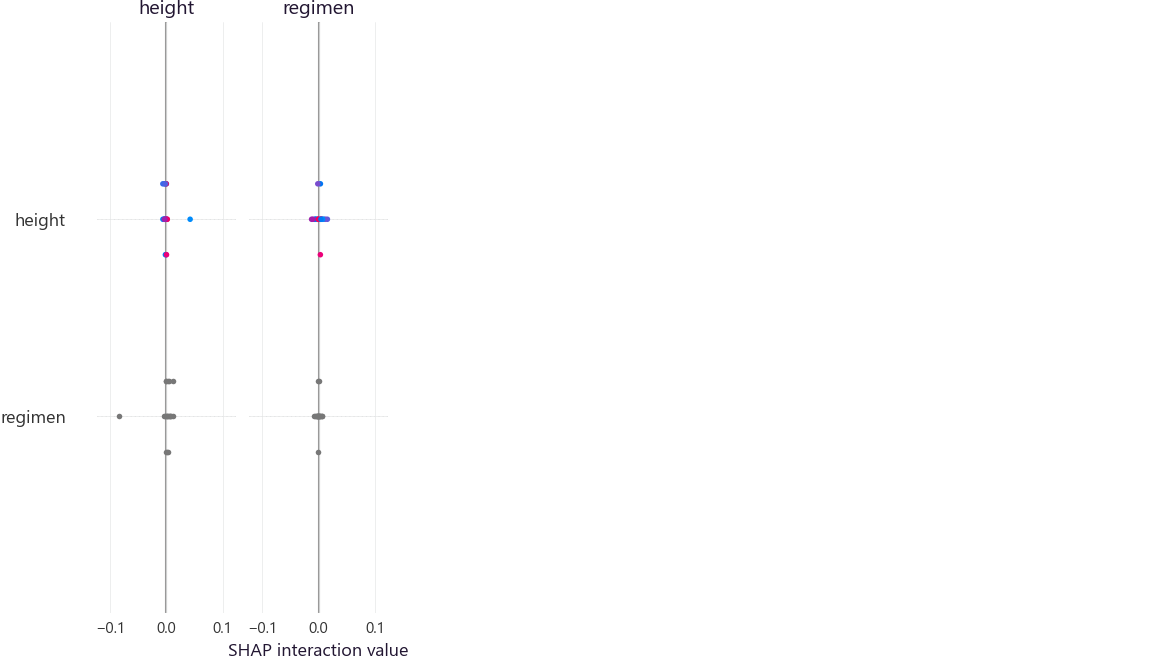 height regimen
height
regimen
−0.1 0.0 0.1 −0.1 0.0 0.1
SHAP interaction value